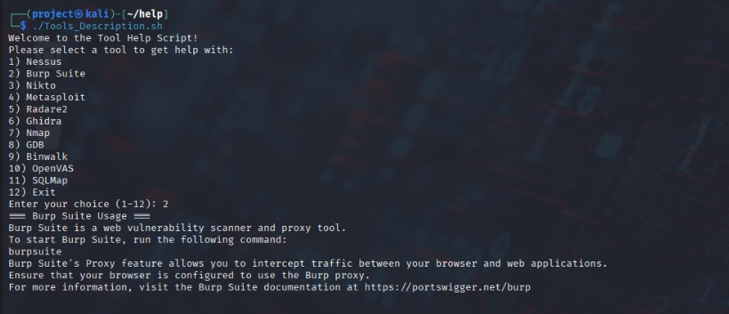 (project㉿kali)-[~/help]
$ ./Tools_Description.sh
Welcome to the Tool Help Script!
Please select a tool to get help with:
1) Nessus
2) Burp Suite
3) Nikto
4) Metasploit
5) Radare2
6) Ghidra
7) Nmap
8) GDB
9) Binwalk
10) OpenVAS
11) SQLMap
12) Exit
Enter your choice (1-12): 2
=== Burp Suite Usage ===
Burp Suite is a web vulnerability scanner and proxy tool.
To start Burp Suite, run the following command:
burpsuite
Burp Suite's Proxy feature allows you to intercept traffic between your browser and web applications.
Ensure that your browser is configured to use the Burp proxy.
For more information, visit the Burp Suite documentation at https://portswigger.net/burp